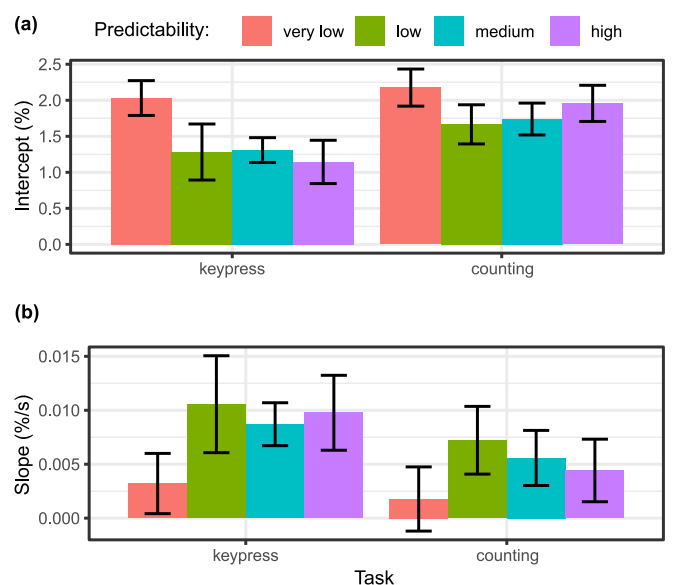 (a)
Predictability: very low low medium high
Intercept (%)
2.5
2.0
1.5
1.0
0.5
0.0
keypress counting
(b)
Slope (%/s)
0.015
0.010
0.005
0.000
keypress counting
Task